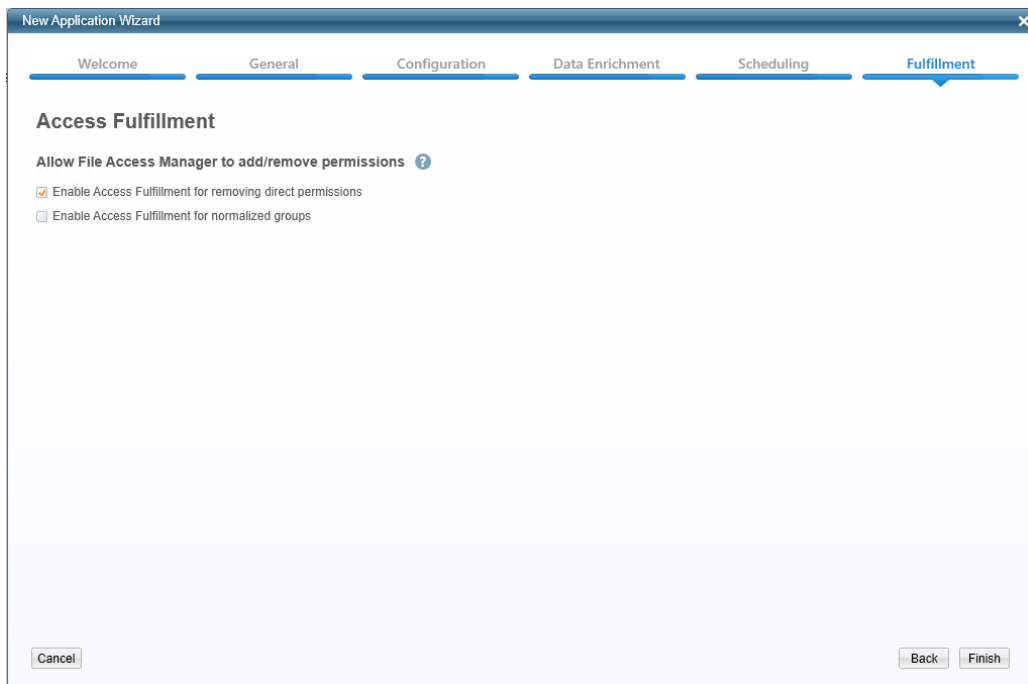 New Application Wizard
Welcome General Configuration Data Enrichment Scheduling Fulfillment
Access Fulfillment
Allow File Access Manager to add/remove permissions ?
Enable Access Fulfillment for removing direct permissions
Enable Access Fulfillment for normalized groups
Cancel Back Finish